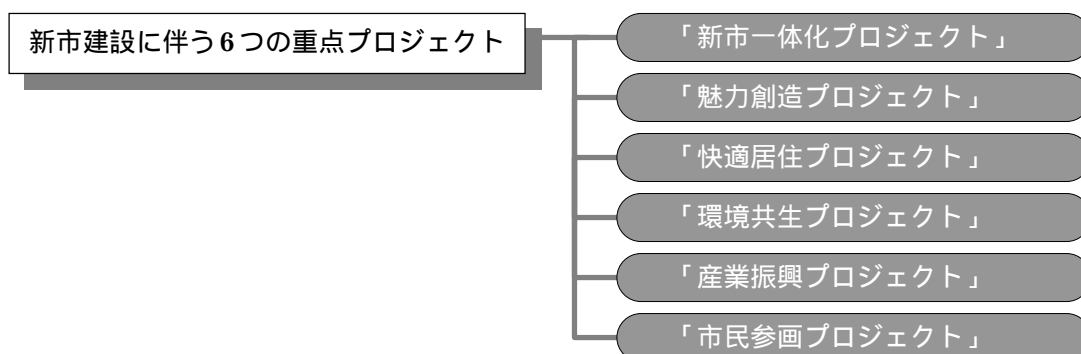 新市建設に伴う6つの重点プロジェクト
「新市一体化プロジェクト」
「魅力創造プロジェクト」
「快適居住プロジェクト」
「環境共生プロジェクト」
「産業振興プロジェクト」
「市民参画プロジェクト」